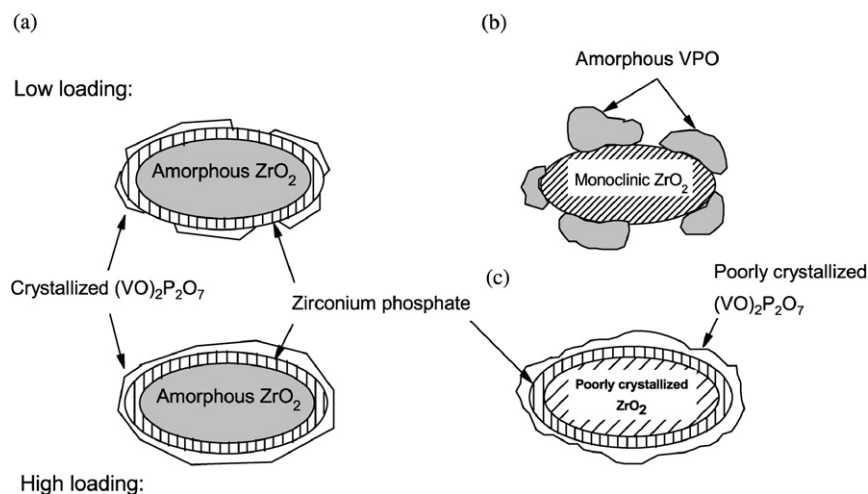 (a)
(b)
Amorphous VPO
Low loading:
Amorphous ZrO₂
Monoclinic ZrO₂
(c)
Poorly crystallized
(VO)₂P₂O₇
Crystallized (VO)₂P₂O₇
Zirconium phosphate
Amorphous ZrO₂
Poorly crystallized
ZrO₂
High loading: